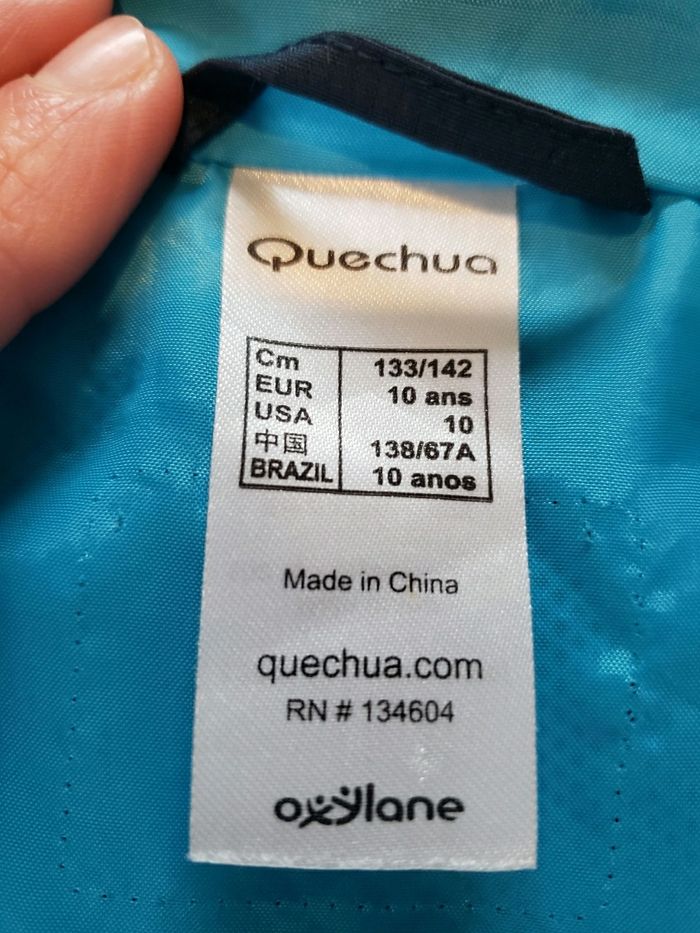 Quechua
Cm 133/142
EUR 10 ans
USA 10
中国 138/67A
BRAZIL 10 anos
Made in China
quechua.com
RN # 134604
oxylane